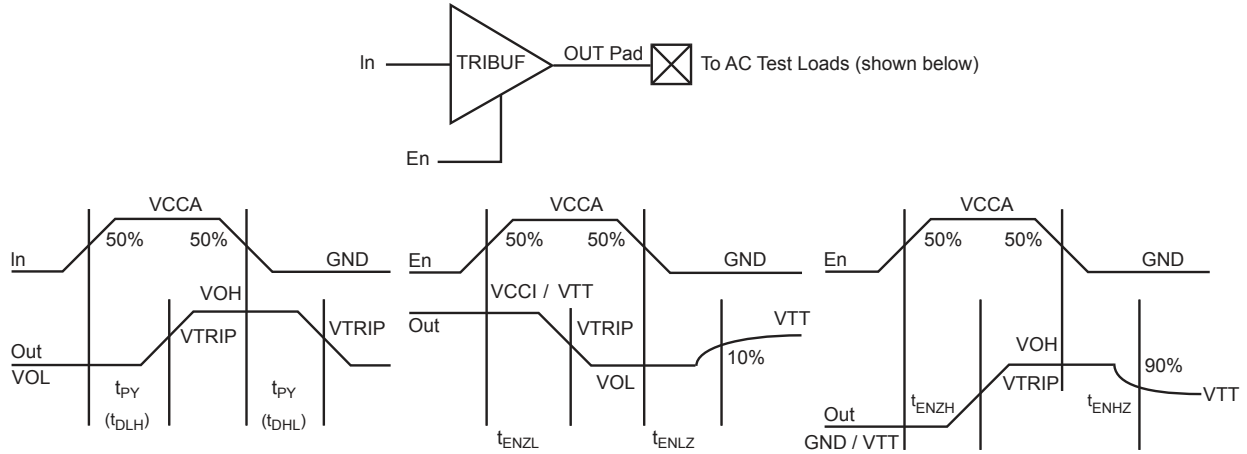 In
TRIBUF
OUT Pad
To AC Test Loads (shown below)
En
VCCA
50%
50%
In
GND
VOH
Out
VTRIP
VTRIP
VOL
tPY
(tDLH)
tPY
(tDHL)
VCCA
50%
50%
En
GND
VCCI / VTT
Out
VTRIP
VTT
10%
VOL
tENZL
tENLZ
VCCA
50%
50%
En
GND
VOH
90%
VTRIP
VTT
tENZH
tENHZ
Out
GND / VTT